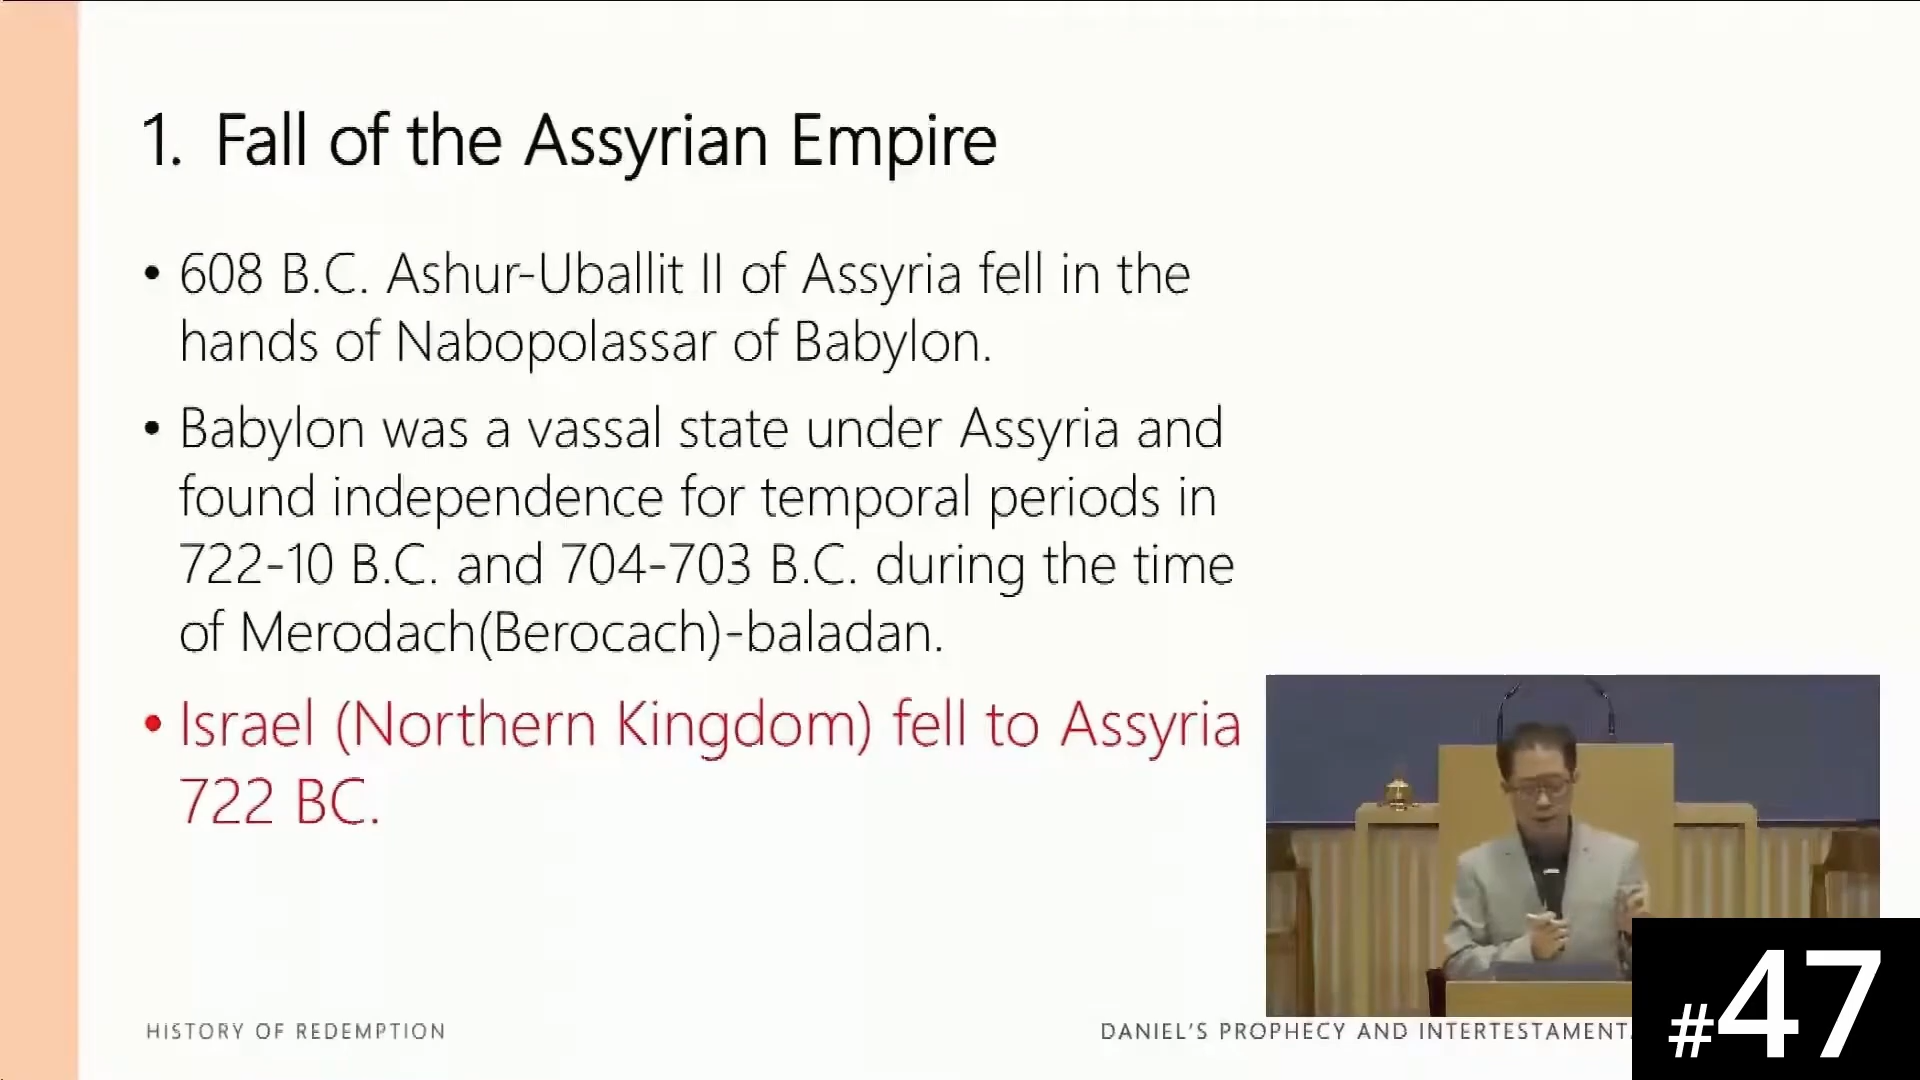 1. Fall of the Assyrian Empire
• 608 B.C. Ashur-Uballit II of Assyria fell in the
hands of Nabopolassar of Babylon.
• Babylon was a vassal state under Assyria and
found independence for temporal periods in
722-10 B.C. and 704-703 B.C. during the time
of Merodach(Berocach)-baladan.
• Israel (Northern Kingdom) fell to Assyria
722 BC.
HISTORY OF REDEMPTION
DANIEL'S PROPHECY AND INTERTESTAMENT
#47